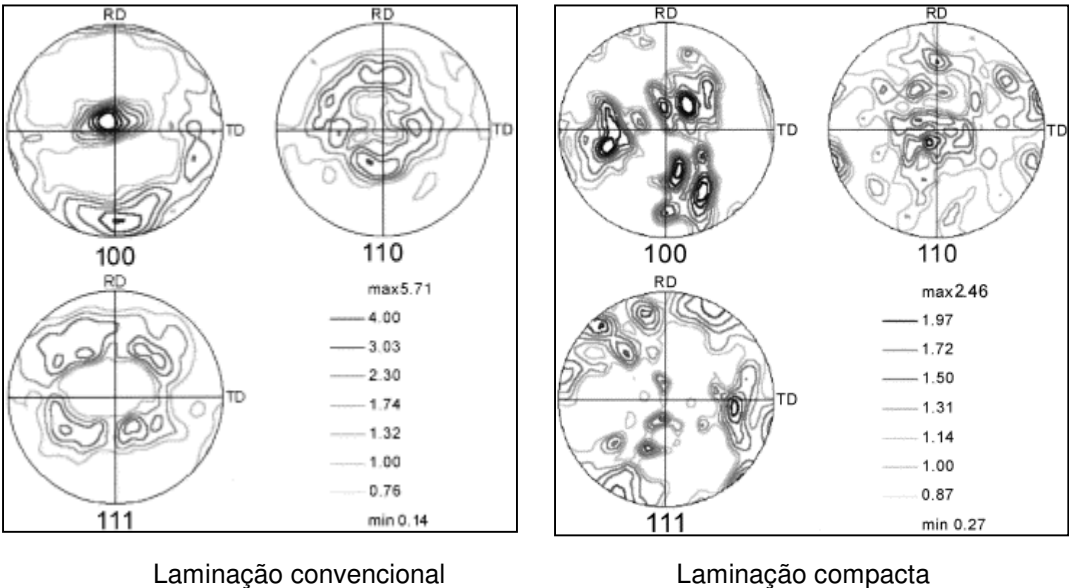 RD
RD
TD
TD
100
110
RD
TD
111
max5.71
4.00
3.03
2.30
1.74
1.32
1.00
0.76
min 0.14
RD
RD
TD
TD
100
110
RD
TD
111
max2.46
1.97
1.72
1.50
1.31
1.14
1.00
0.87
min 0.27
Laminação convencional
Laminação compacta